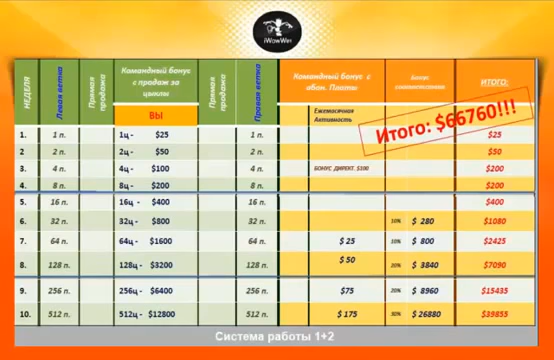 iWowWe
НЕДЕЛЯ Левая ветка Прямая продажа Командный бонус с продаж за циклы Прямая продажа Правая ветка Командный бонус с абон. Платы Бонус ИТОГО:
ВЫ Ежемесячная Активность
Итого: $66760!!!
1. 1 п. 1ц - $25 1 п. $25
2. 2 п. 2ц - $50 2 п. $50
3. 4 п. 4ц - $100 4 п. БОНУС ДИРЕКТ $100 $200
4. 8 п. 8ц - $200 8 п. $200
5. 16 п. 16ц - $400 16 п. $400
6. 32 п. 32ц - $800 32 п. 10% $ 280 $1080
7. 64 п. 64ц - $1600 64 п. $ 25 10% $ 800 $2425
8. 128 п. 128ц - $3200 128 п. $ 50 20% $ 3840 $7090
9. 256 п. 256ц - $6400 256 п. $75 20% $ 8960 $15435
10. 512 п. 512ц - $12800 512 п. $ 175 30% $ 26880 $39855
Система работы 1+2